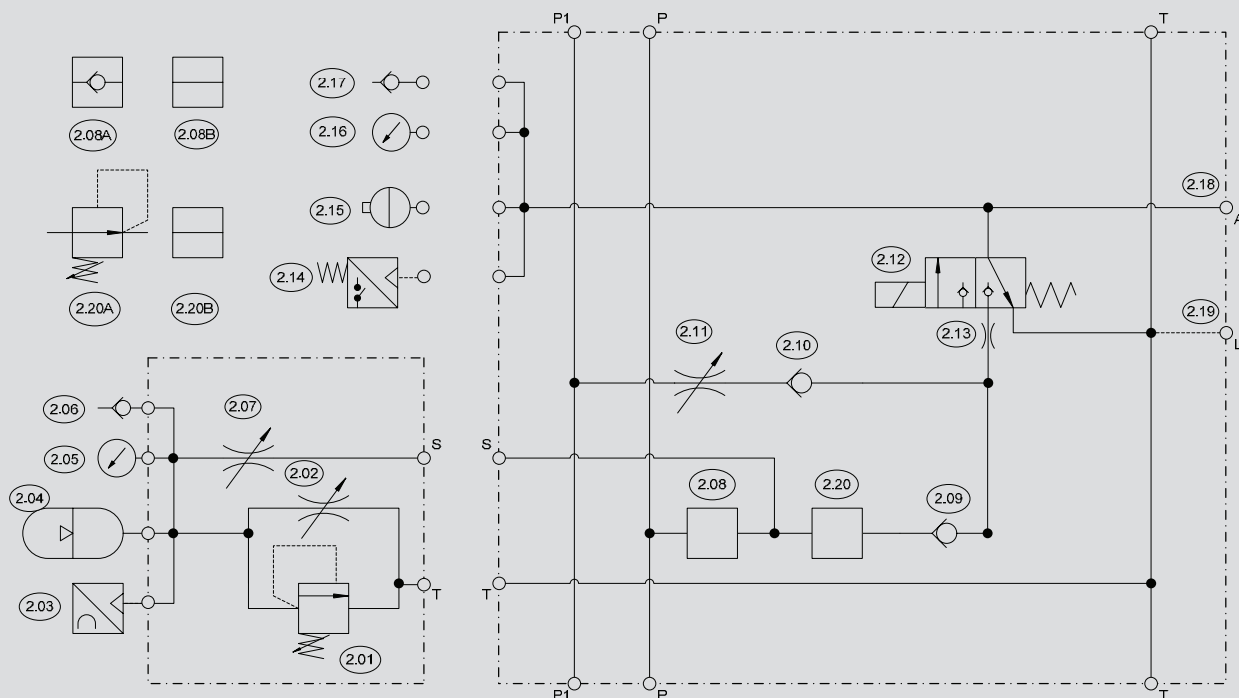 P1 P T
2.17
2.08A 2.08B 2.16
2.15 2.18
A
2.14 2.12
2.20A 2.20B 2.19
L
2.11 2.10 2.13
2.06 2.07
2.05 S S
2.02
2.04 2.08 2.20 2.09
2.03 T T
2.01
P1 P T